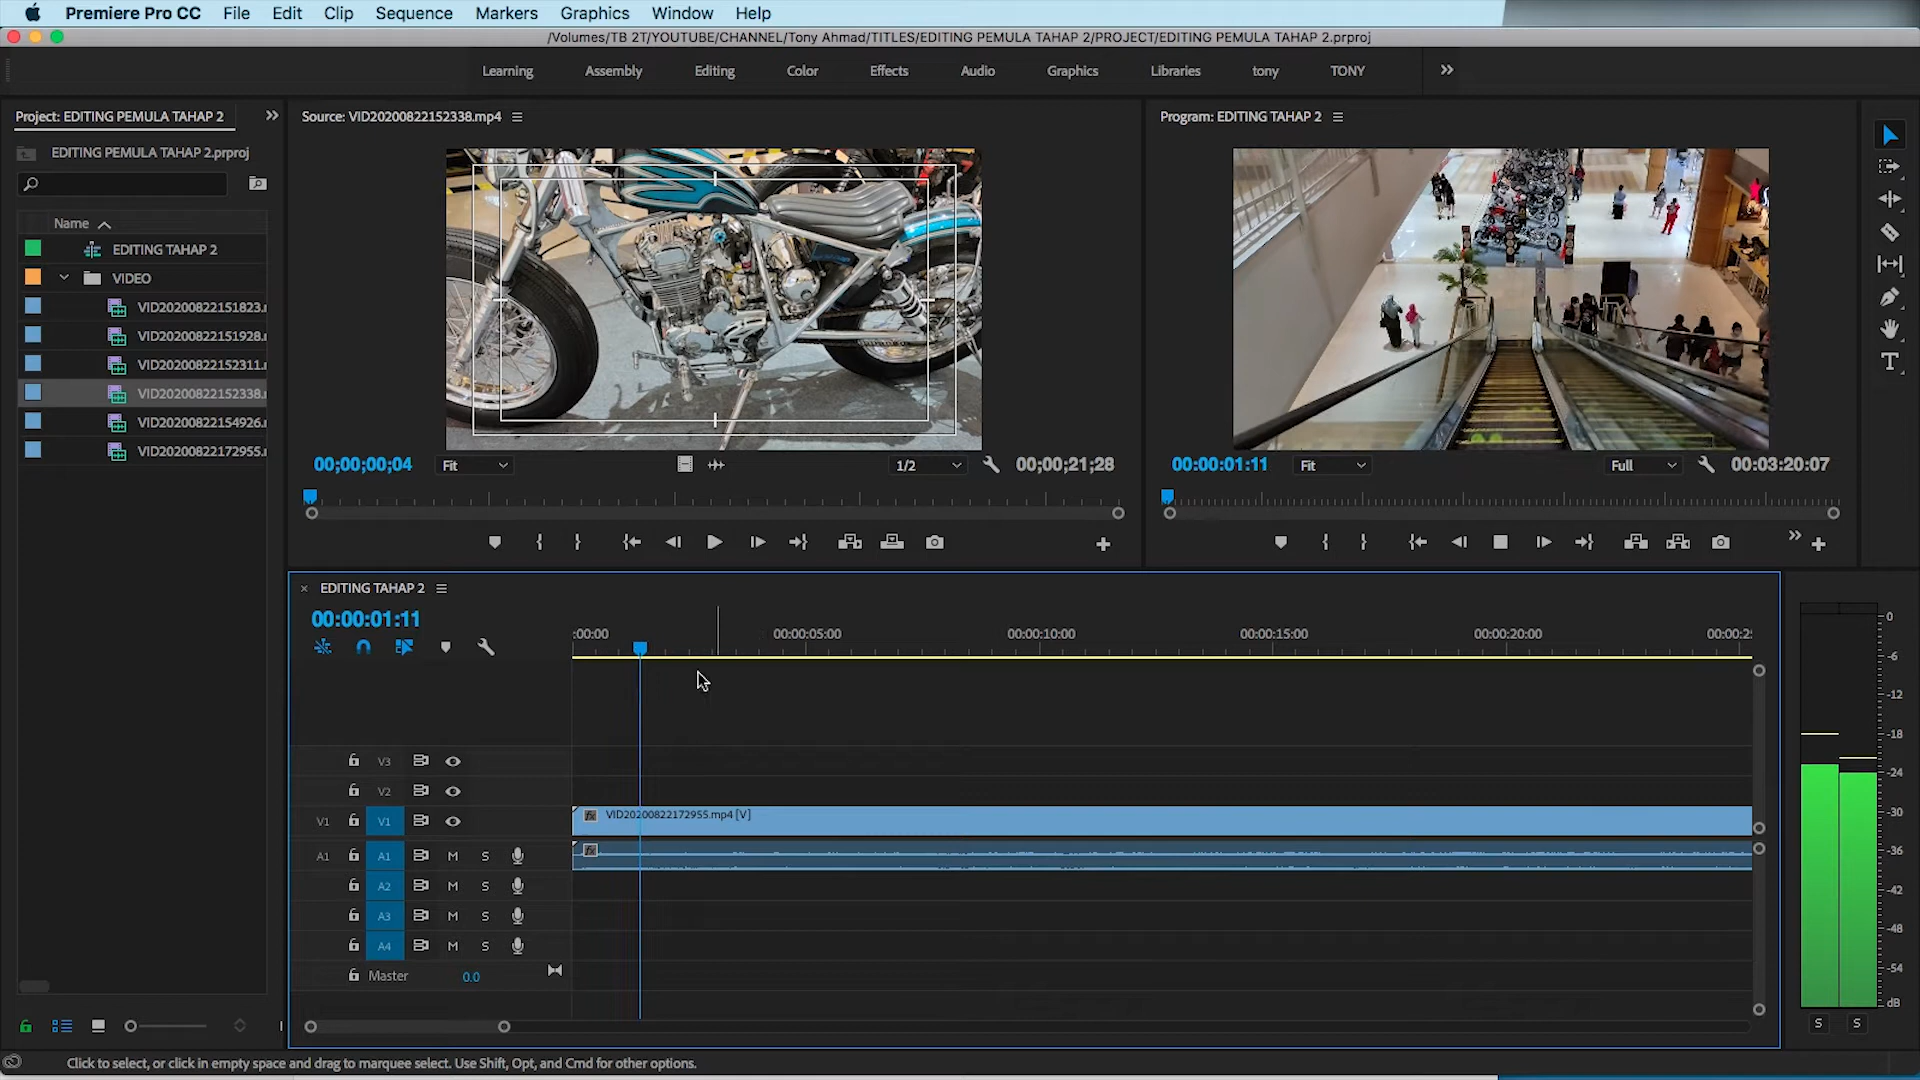 Premiere Pro CC File Edit Clip Sequence Markers Graphics Window Help
/Volumes/TB 2T/YOUTUBE/CHANNEL/Tony Ahmad/TITLES/EDITING PEMULA TAHAP 2/PROJECT/EDITING PEMULA TAHAP 2.prproj
Learning Assembly Editing Color Effects Audio Graphics Libraries tony TONY
Project: EDITING PEMULA TAHAP 2
EDITING PEMULA TAHAP 2.prproj
Name
EDITING TAHAP 2
VIDEO
VID20200822151823.
VID20200822151928.
VID20200822152311.
VID20200822152338.
VID20200822154926.
VID20200822172955.
Source: VID20200822152338.mp4
00;00;00;04 Fit 1/2 00;00;21;28
Program: EDITING TAHAP 2
00:00:01:11 Fit Full 00:03:20:07
EDITING TAHAP 2
00:00:01:11
:00:00 00:00:05:00 00:00:10:00 00:00:15:00 00:00:20:00 00:00:2
V3
V2
V1 V1 VID20200822172955.mp4 [V]
fx
A1 A1 M S
fx
A2 M S
A3 M S
A4 M S
Master 0.0
0
-6
-12
-18
-24
-30
-36
-42
-48
-54
dB
S S
Click to select, or click in empty space and drag to marquee select. Use Shift, Opt, and Cmd for other options.